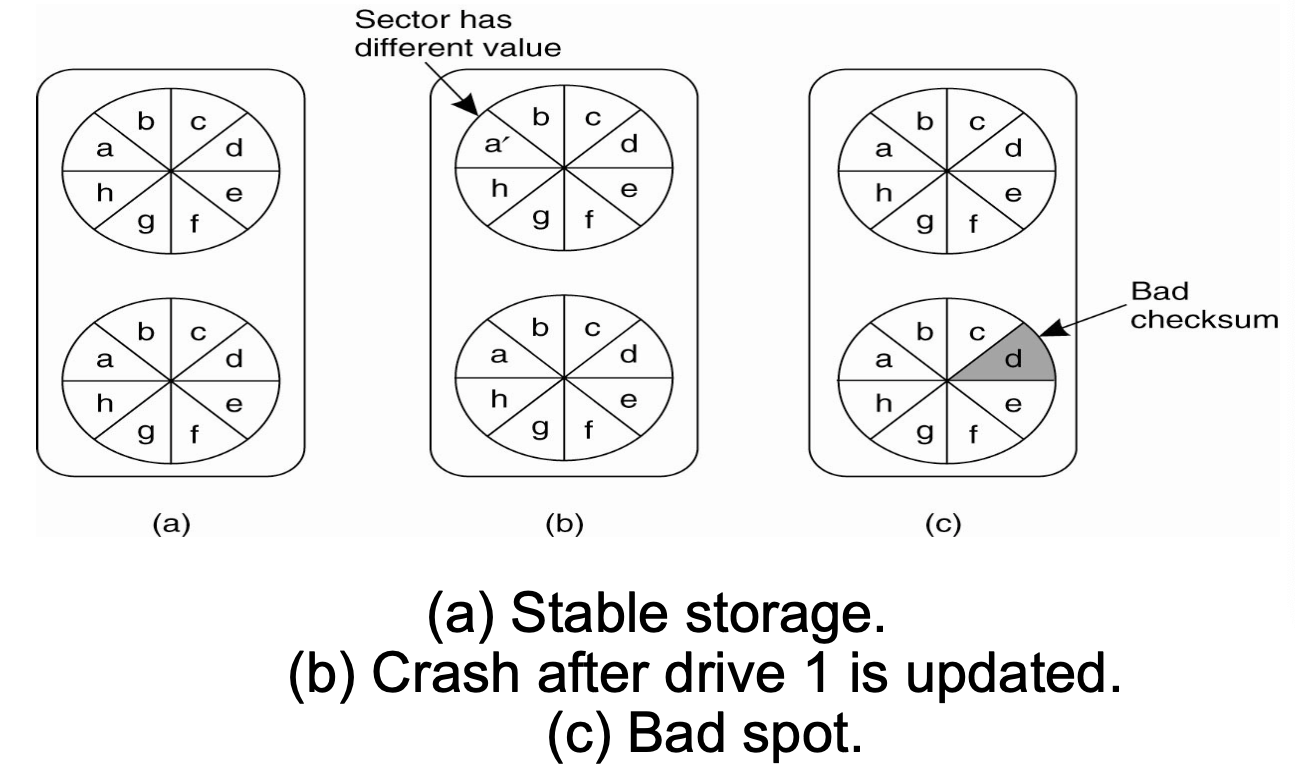 Sector has
different value
b c
a d
h e
g f
b c
a d
h e
g f
(a)
b c
a′ d
h e
g f
b c
a d
h e
g f
(b)
b c
a d
h e
g f
Bad
checksum
b c
a d
h e
g f
(c)
(a) Stable storage.
(b) Crash after drive 1 is updated.
(c) Bad spot.